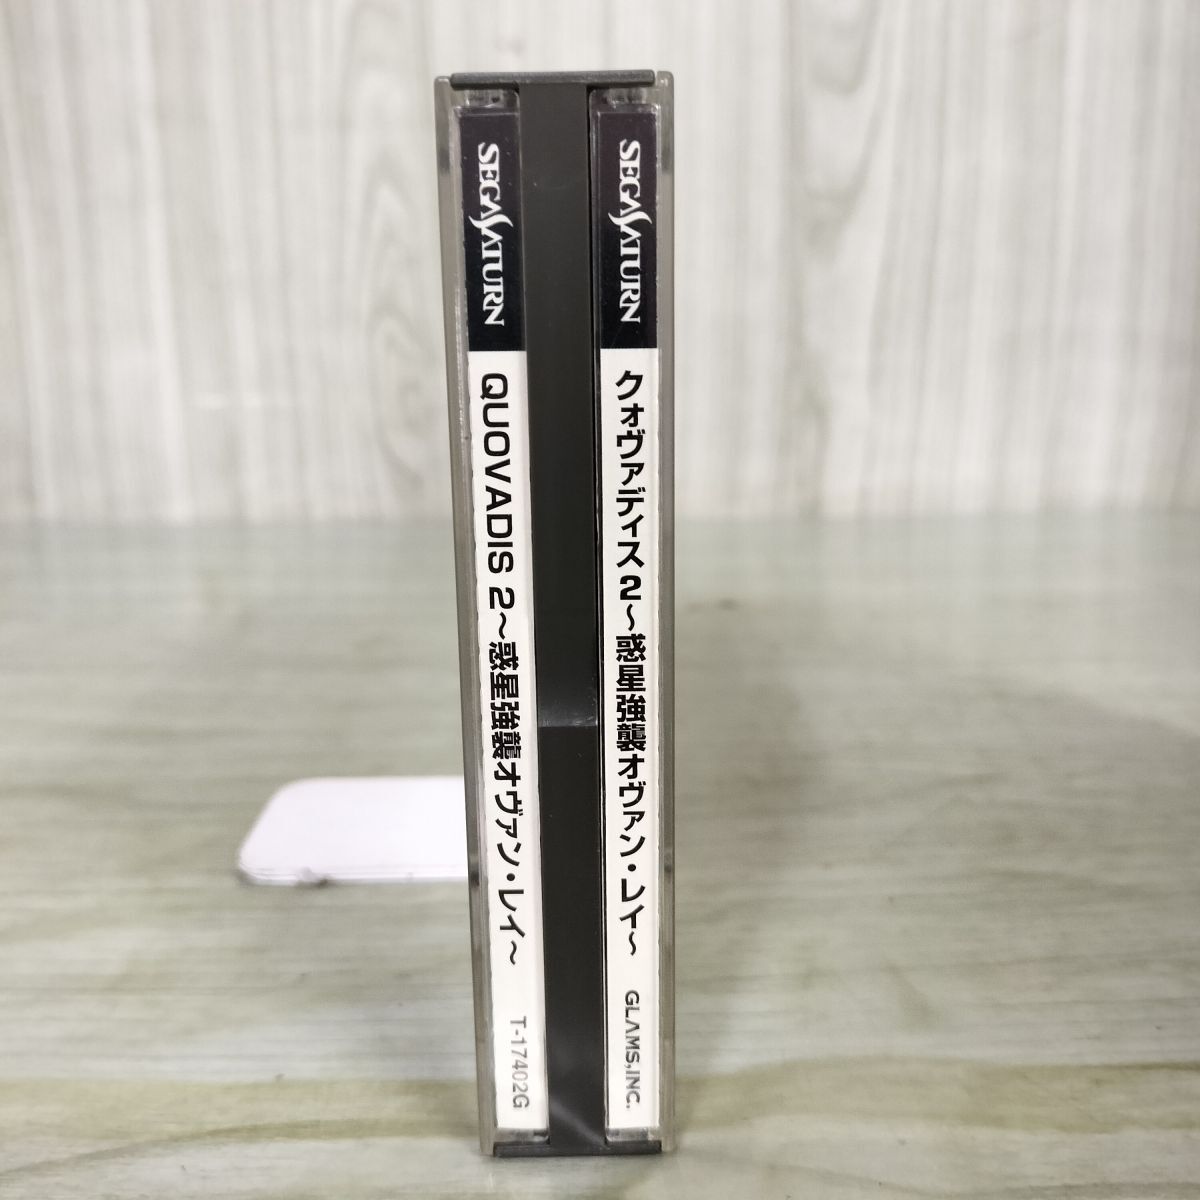 SEGA SATURN
QUOVADIS 2～惑星強襲オヴァン・レイ～
T-17402G
SEGA SATURN
クォヴァディス2～惑星強襲オヴァン・レイ～
GLAMS,INC.